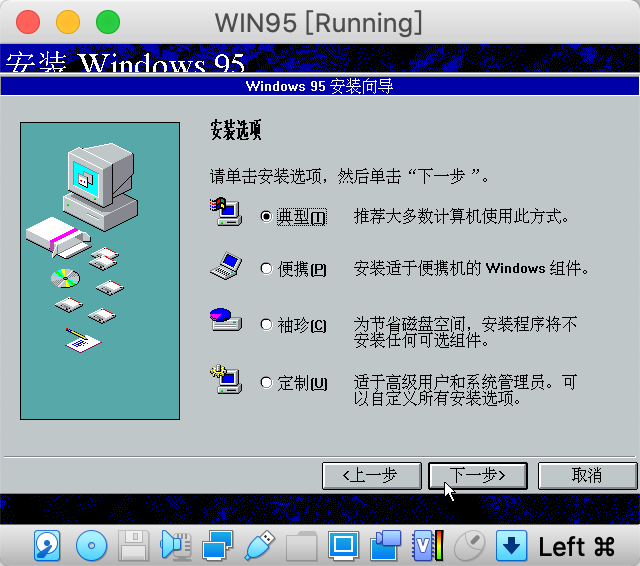 WIN95 [Running]
安装 Windows 95
Windows 95 安装向导
安装选项
请单击安装选项，然后单击“下一步 ”。
典型(T) 推荐大多数计算机使用此方式。
便携(P) 安装适于便携机的 Windows 组件。
袖珍(C) 为节省磁盘空间，安装程序将不
安装任何可选组件。
定制(U) 适于高级用户和系统管理员。可
以自定义所有安装选项。
<上一步 下一步> 取消
V
Left ⌘